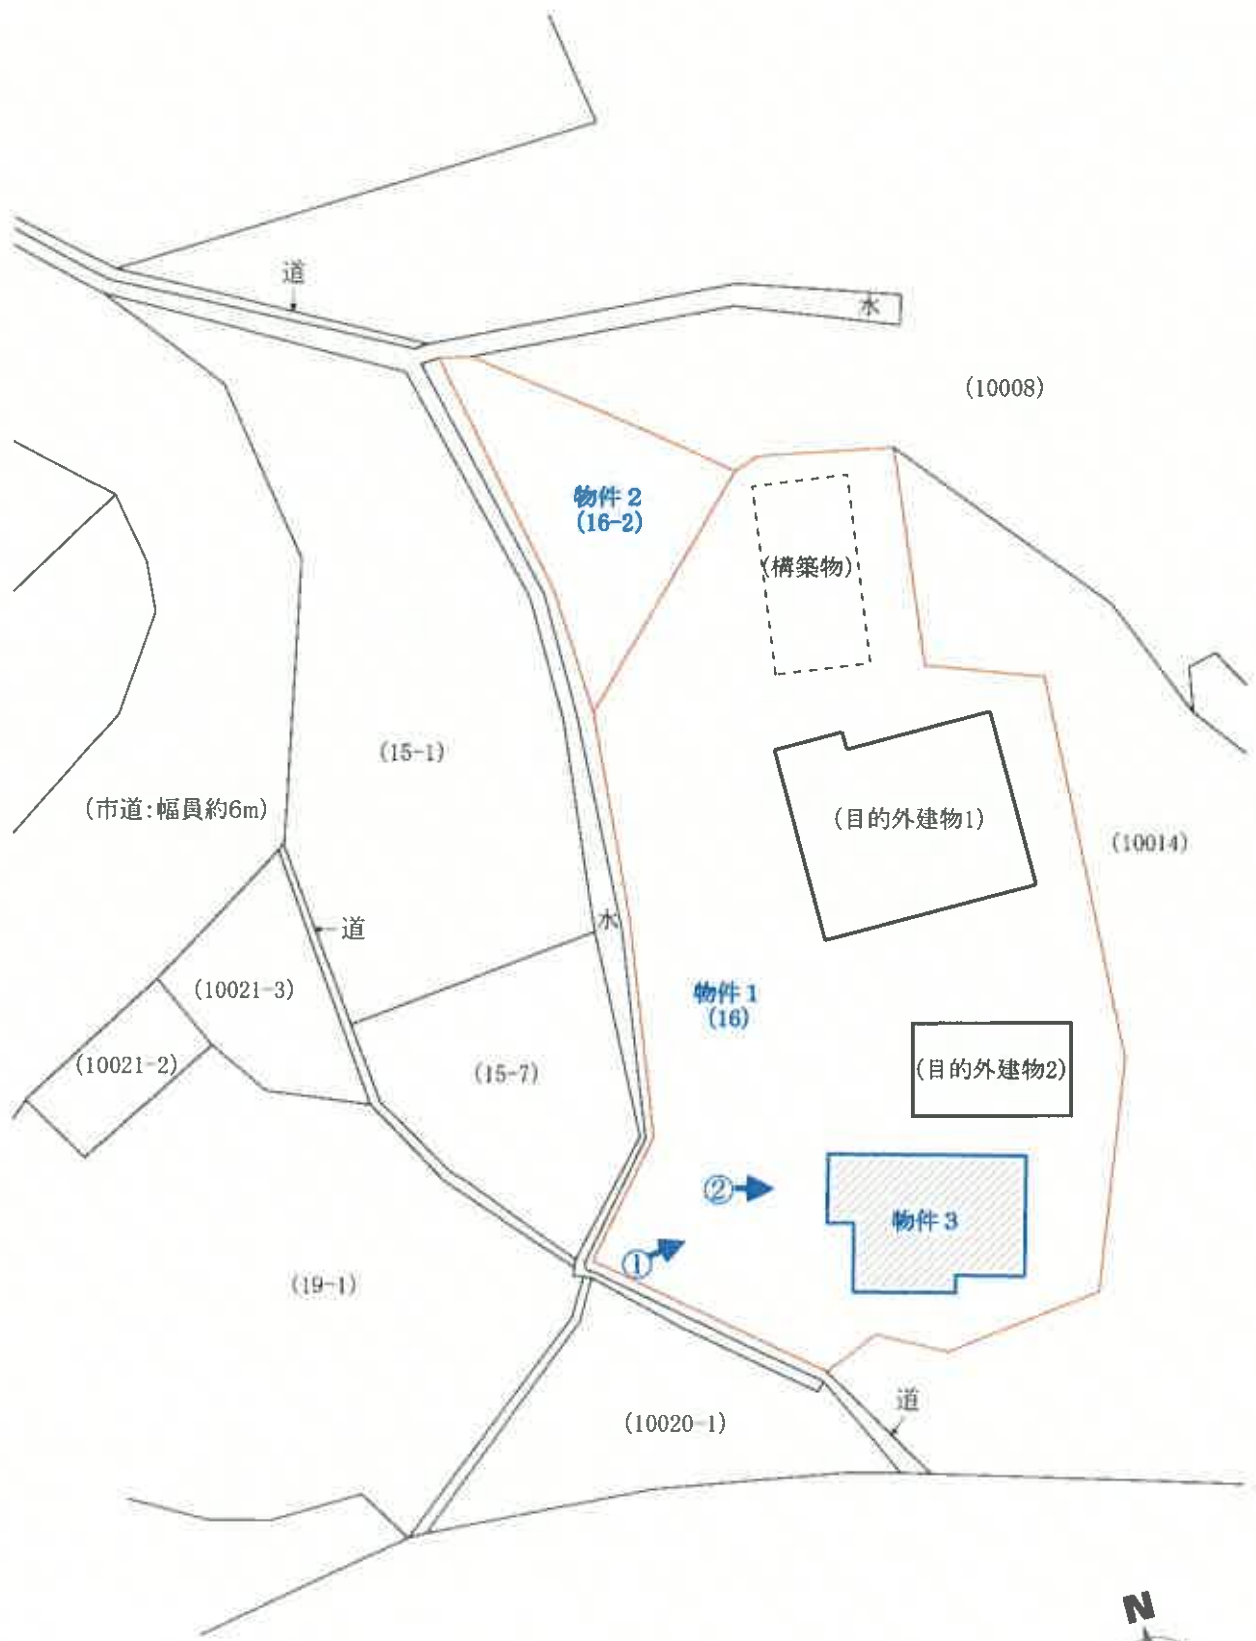 道
水
(10008)
物件2
(16-2)
(構築物)
(15-1)
(市道:幅員約6m)
(目的外建物1)
(10014)
水
道
(10021-3)
物件1
(16)
(10021-2)
(15-7)
(目的外建物2)
②
物件3
①
(19-1)
道
(10020-1)
N